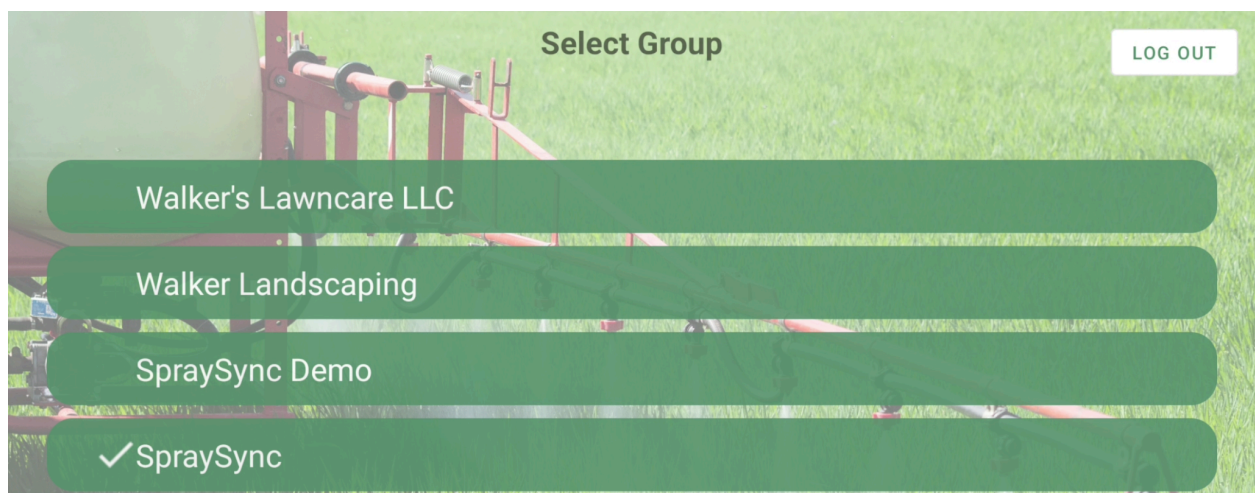 Select Group
LOG OUT
Walker's Lawncare LLC
Walker Landscaping
SpraySync Demo
SpraySync